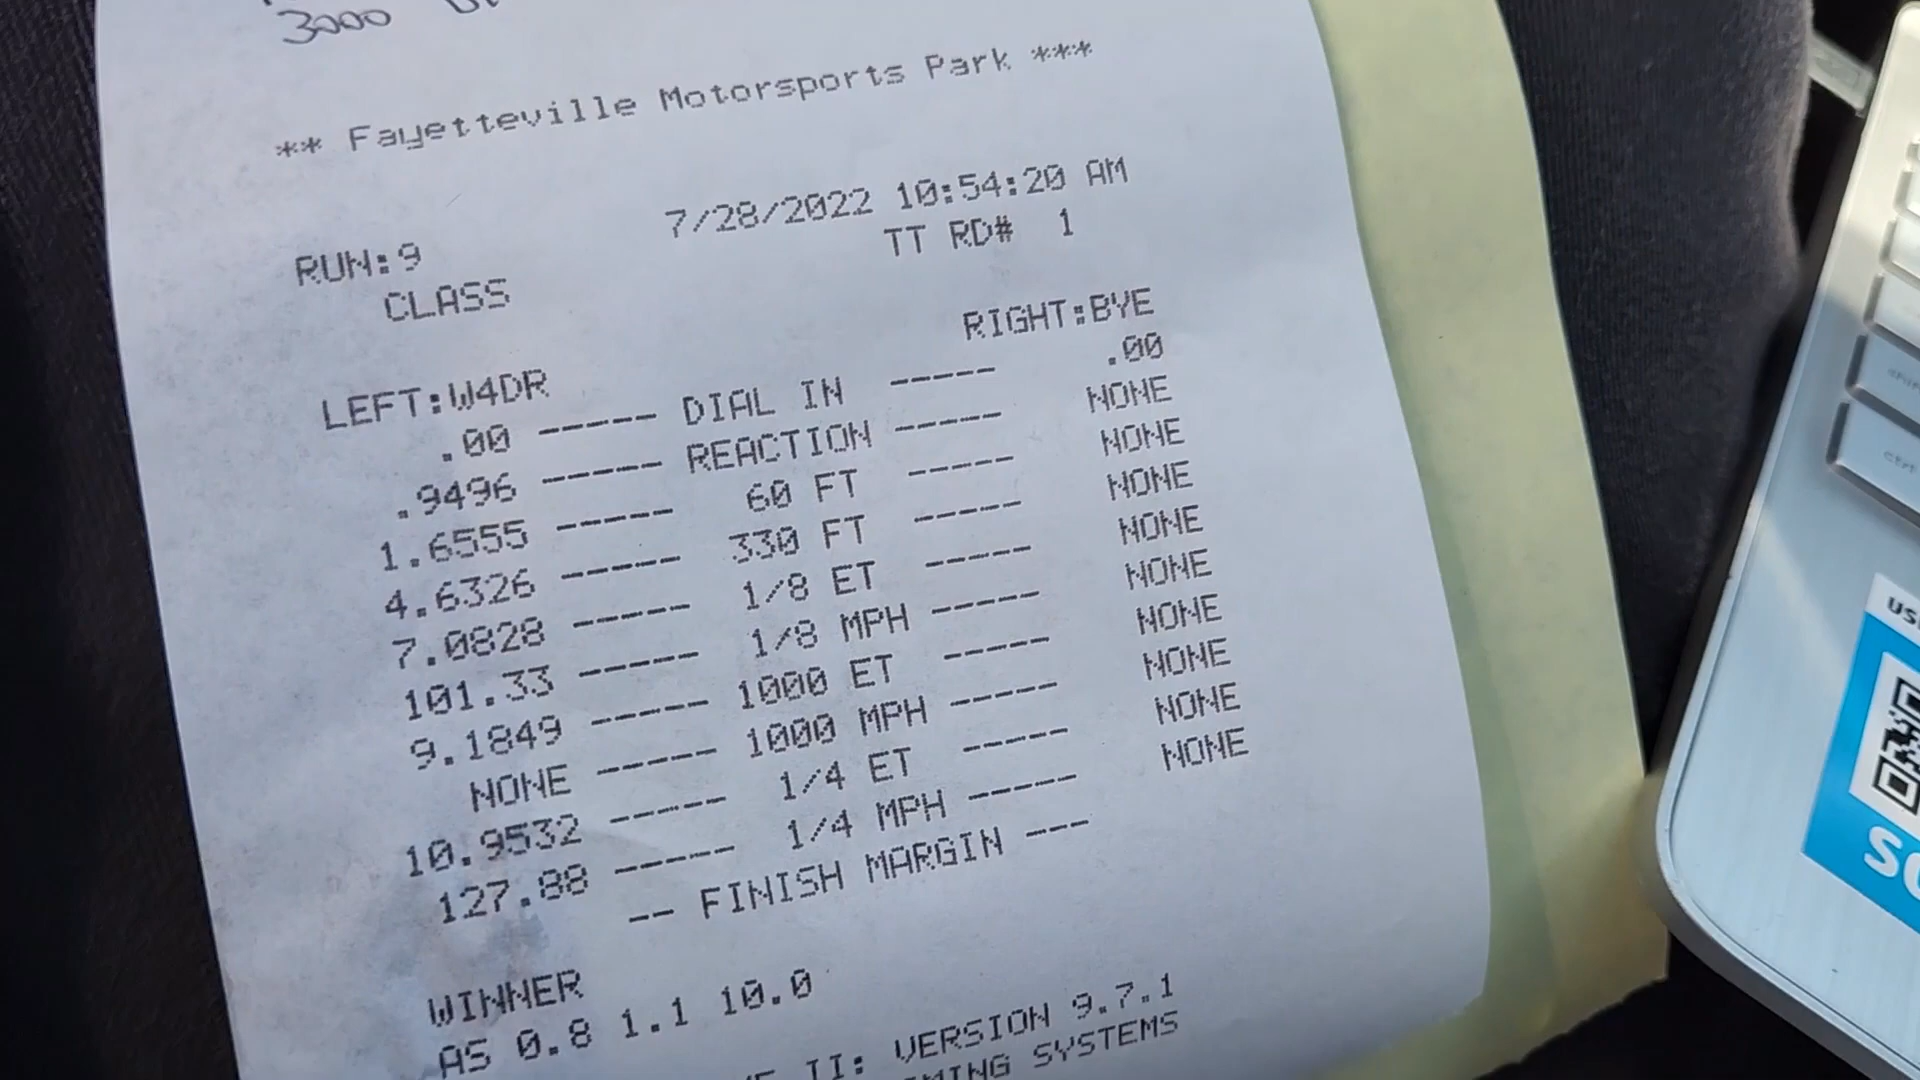 3000
** Fayetteville Motorsports Park ***
7/28/2022 10:54:20 AM
RUN:9 TT RD# 1
CLASS
LEFT:W4DR RIGHT:BYE
.00 ----- DIAL IN ----- .00
.9496 ----- REACTION ----- NONE
1.6555 ----- 60 FT ----- NONE
4.6326 ----- 330 FT ----- NONE
7.0828 ----- 1/8 ET ----- NONE
101.33 ----- 1/8 MPH ----- NONE
9.1849 ----- 1000 ET ----- NONE
NONE ----- 1000 MPH ----- NONE
10.9532 ----- 1/4 ET ----- NONE
127.88 ----- 1/4 MPH ----- NONE
-- FINISH MARGIN ---
WINNER
AS 0.8 1.1 10.0
II: VERSION 9.7.1
SYSTEMS